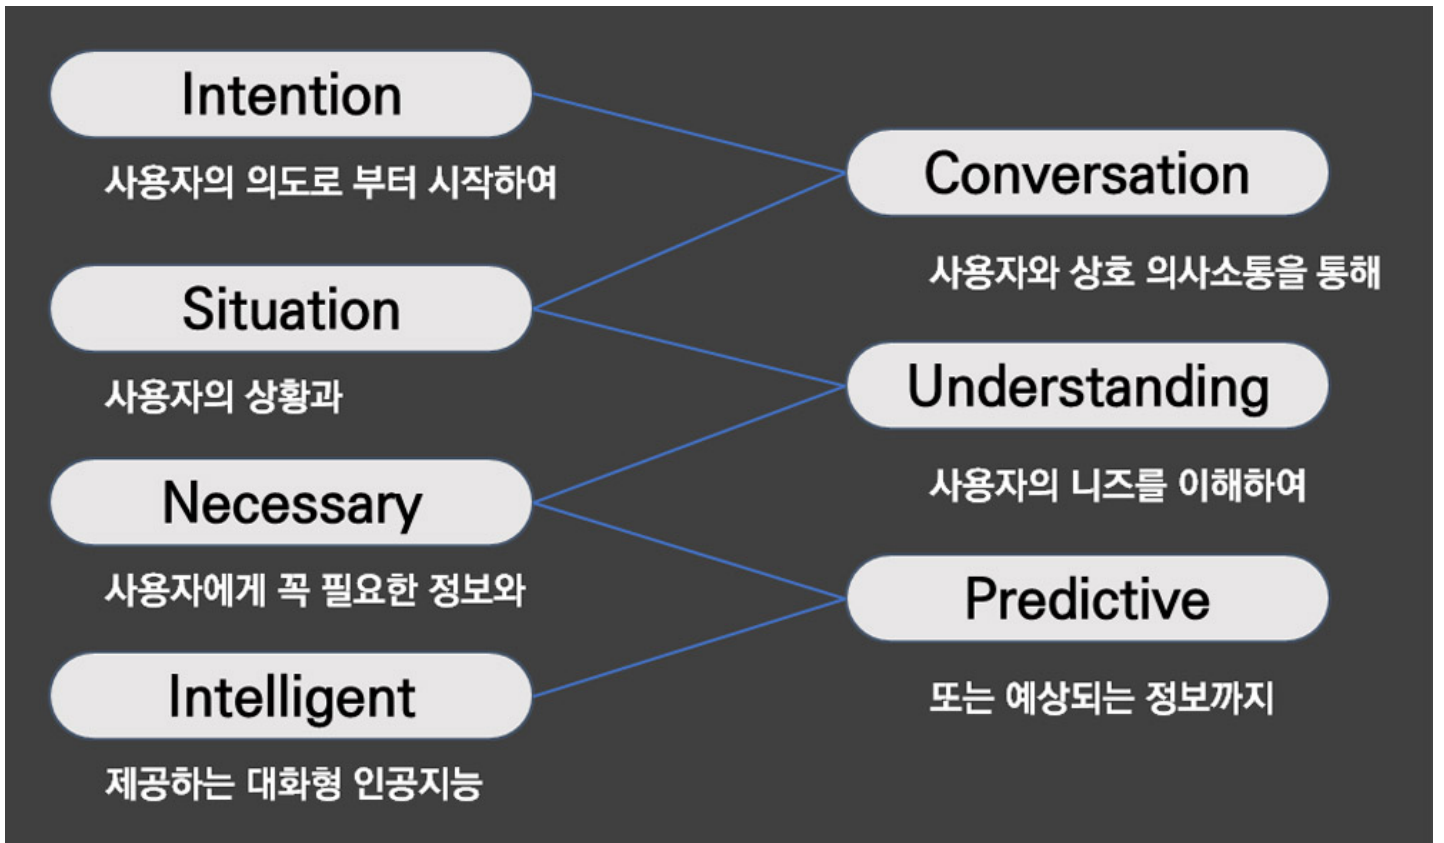 Intention
사용자의 의도로 부터 시작하여
Conversation
사용자와 상호 의사소통을 통해
Situation
사용자의 상황과
Understanding
사용자의 니즈를 이해하여
Necessary
사용자에게 꼭 필요한 정보와
Predictive
또는 예상되는 정보까지
Intelligent
제공하는 대화형 인공지능